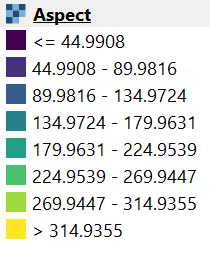 Aspect
<= 44.9908
44.9908 - 89.9816
89.9816 - 134.9724
134.9724 - 179.9631
179.9631 - 224.9539
224.9539 - 269.9447
269.9447 - 314.9355
> 314.9355